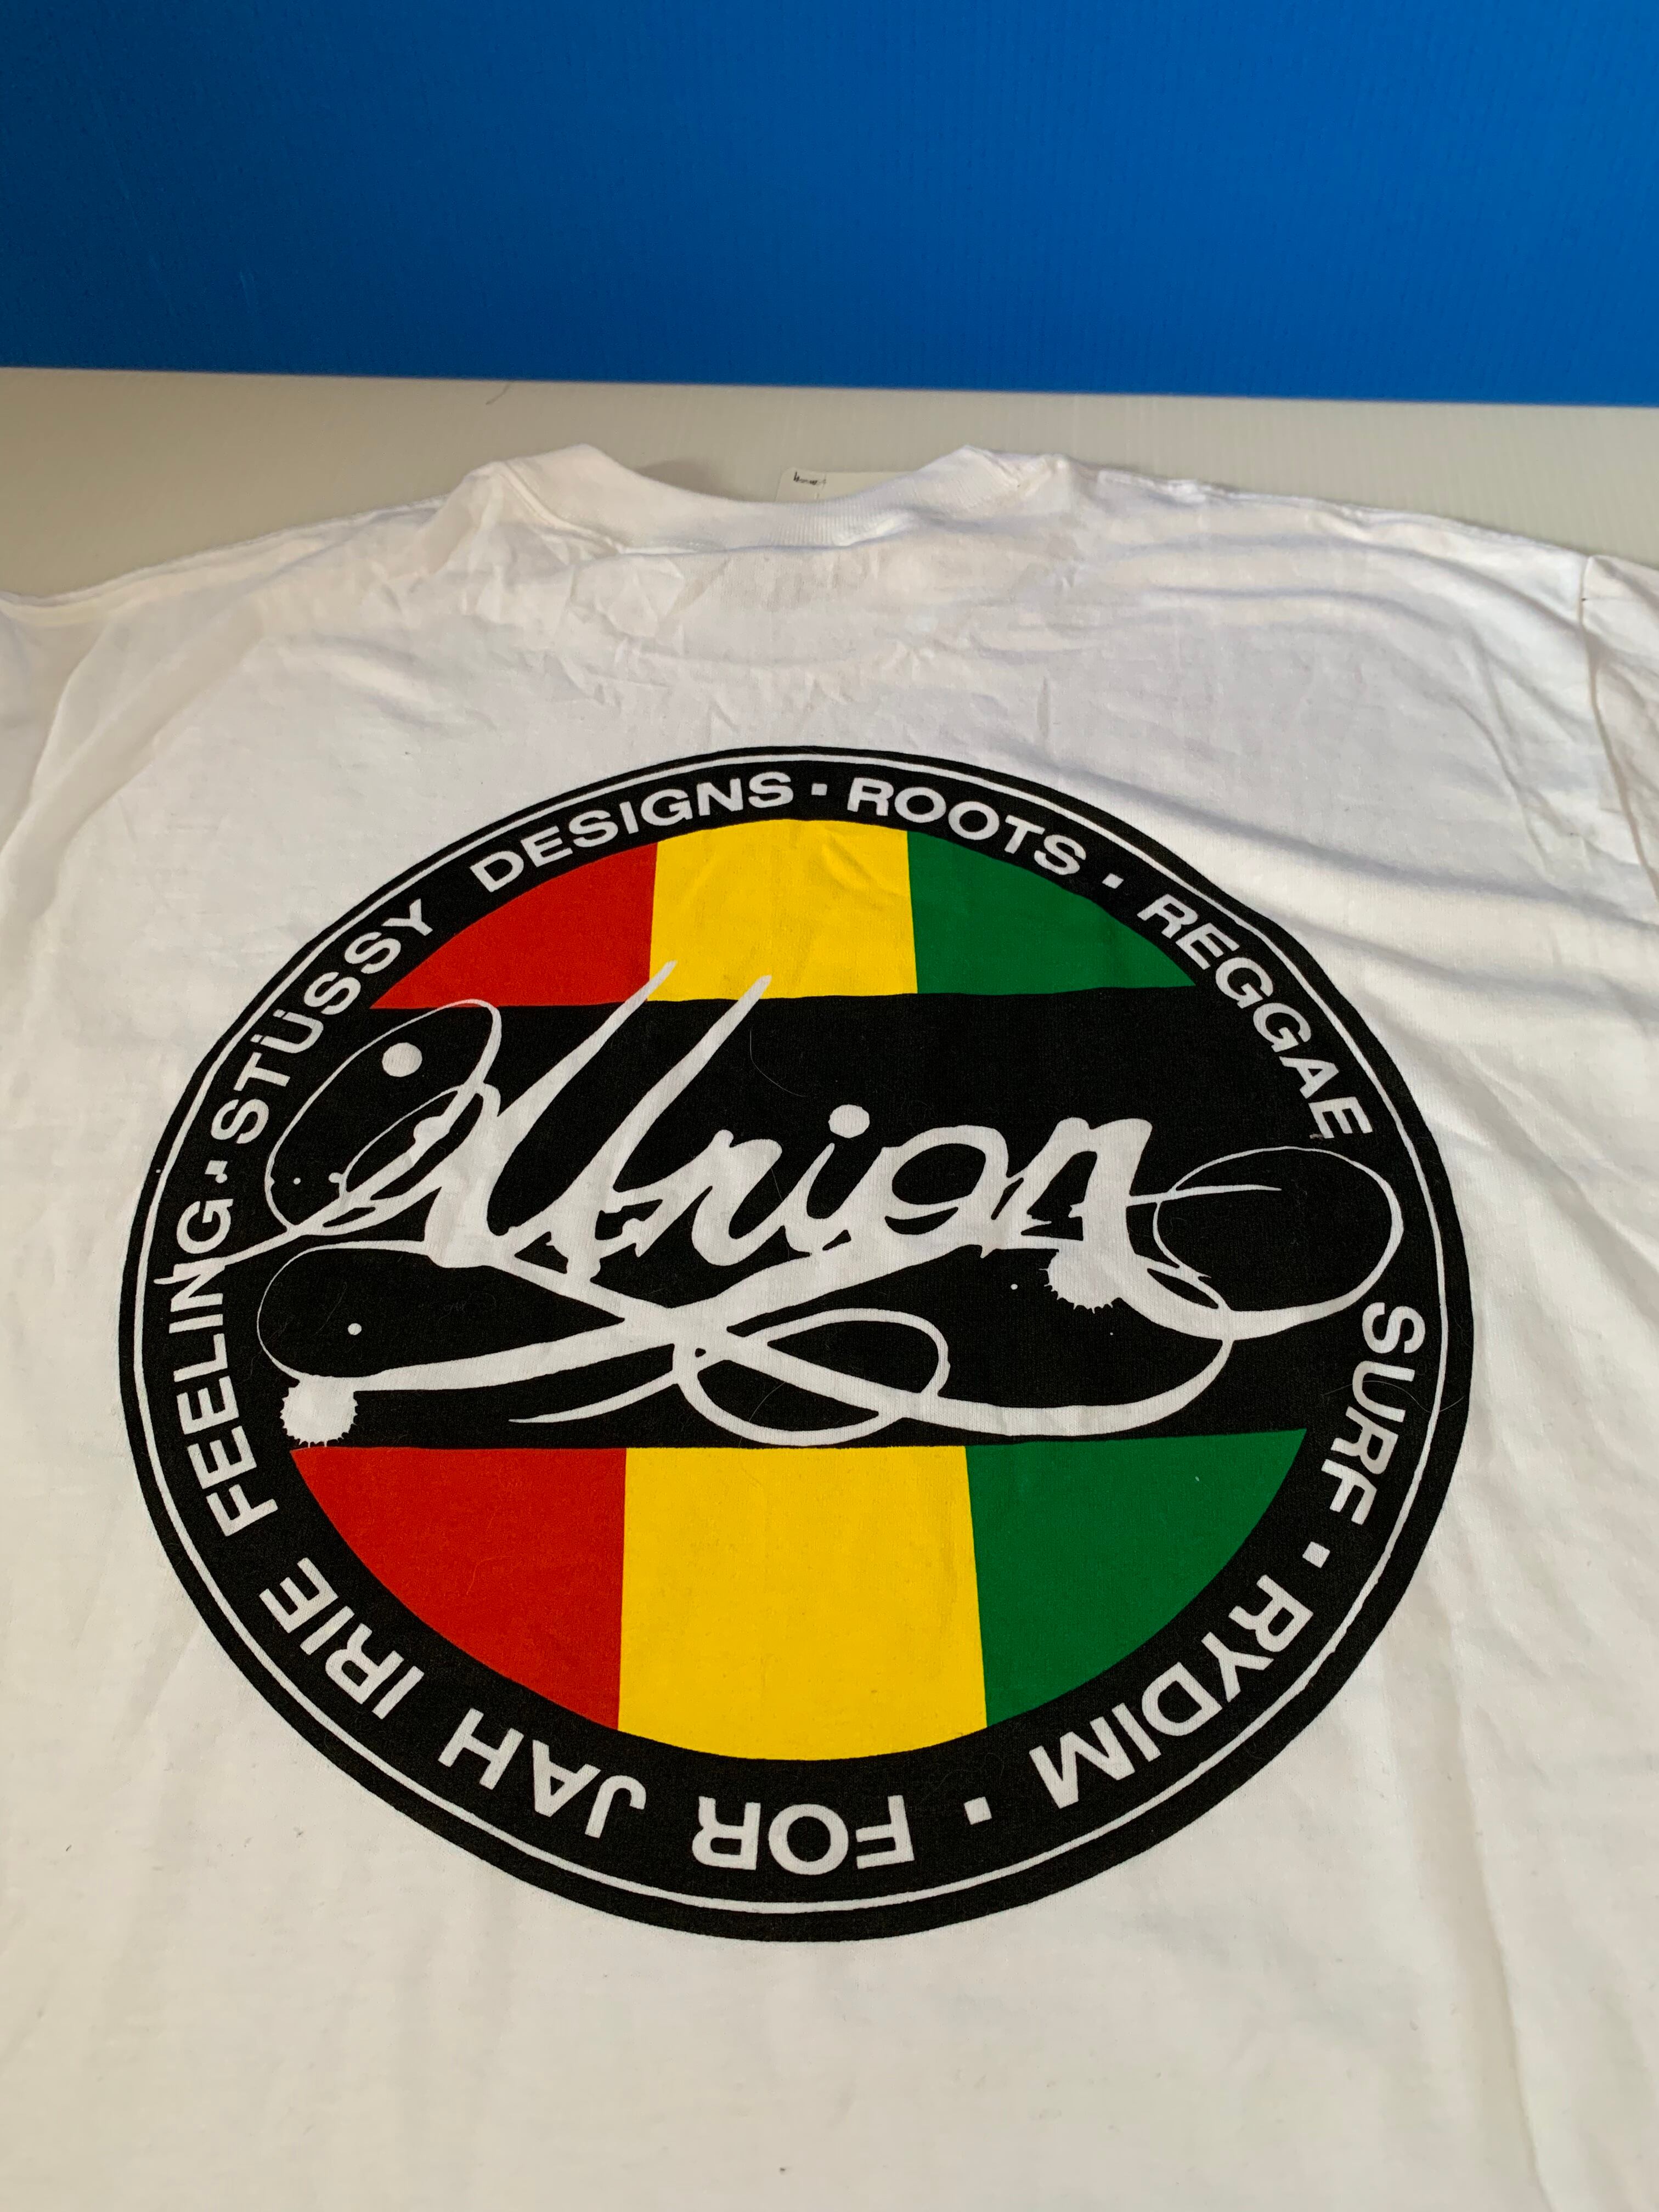 STÜSSY DESIGNS · ROOTS · REGGAE SURF · RYDIM · FOR JAH IRIE FEELING ·
Union